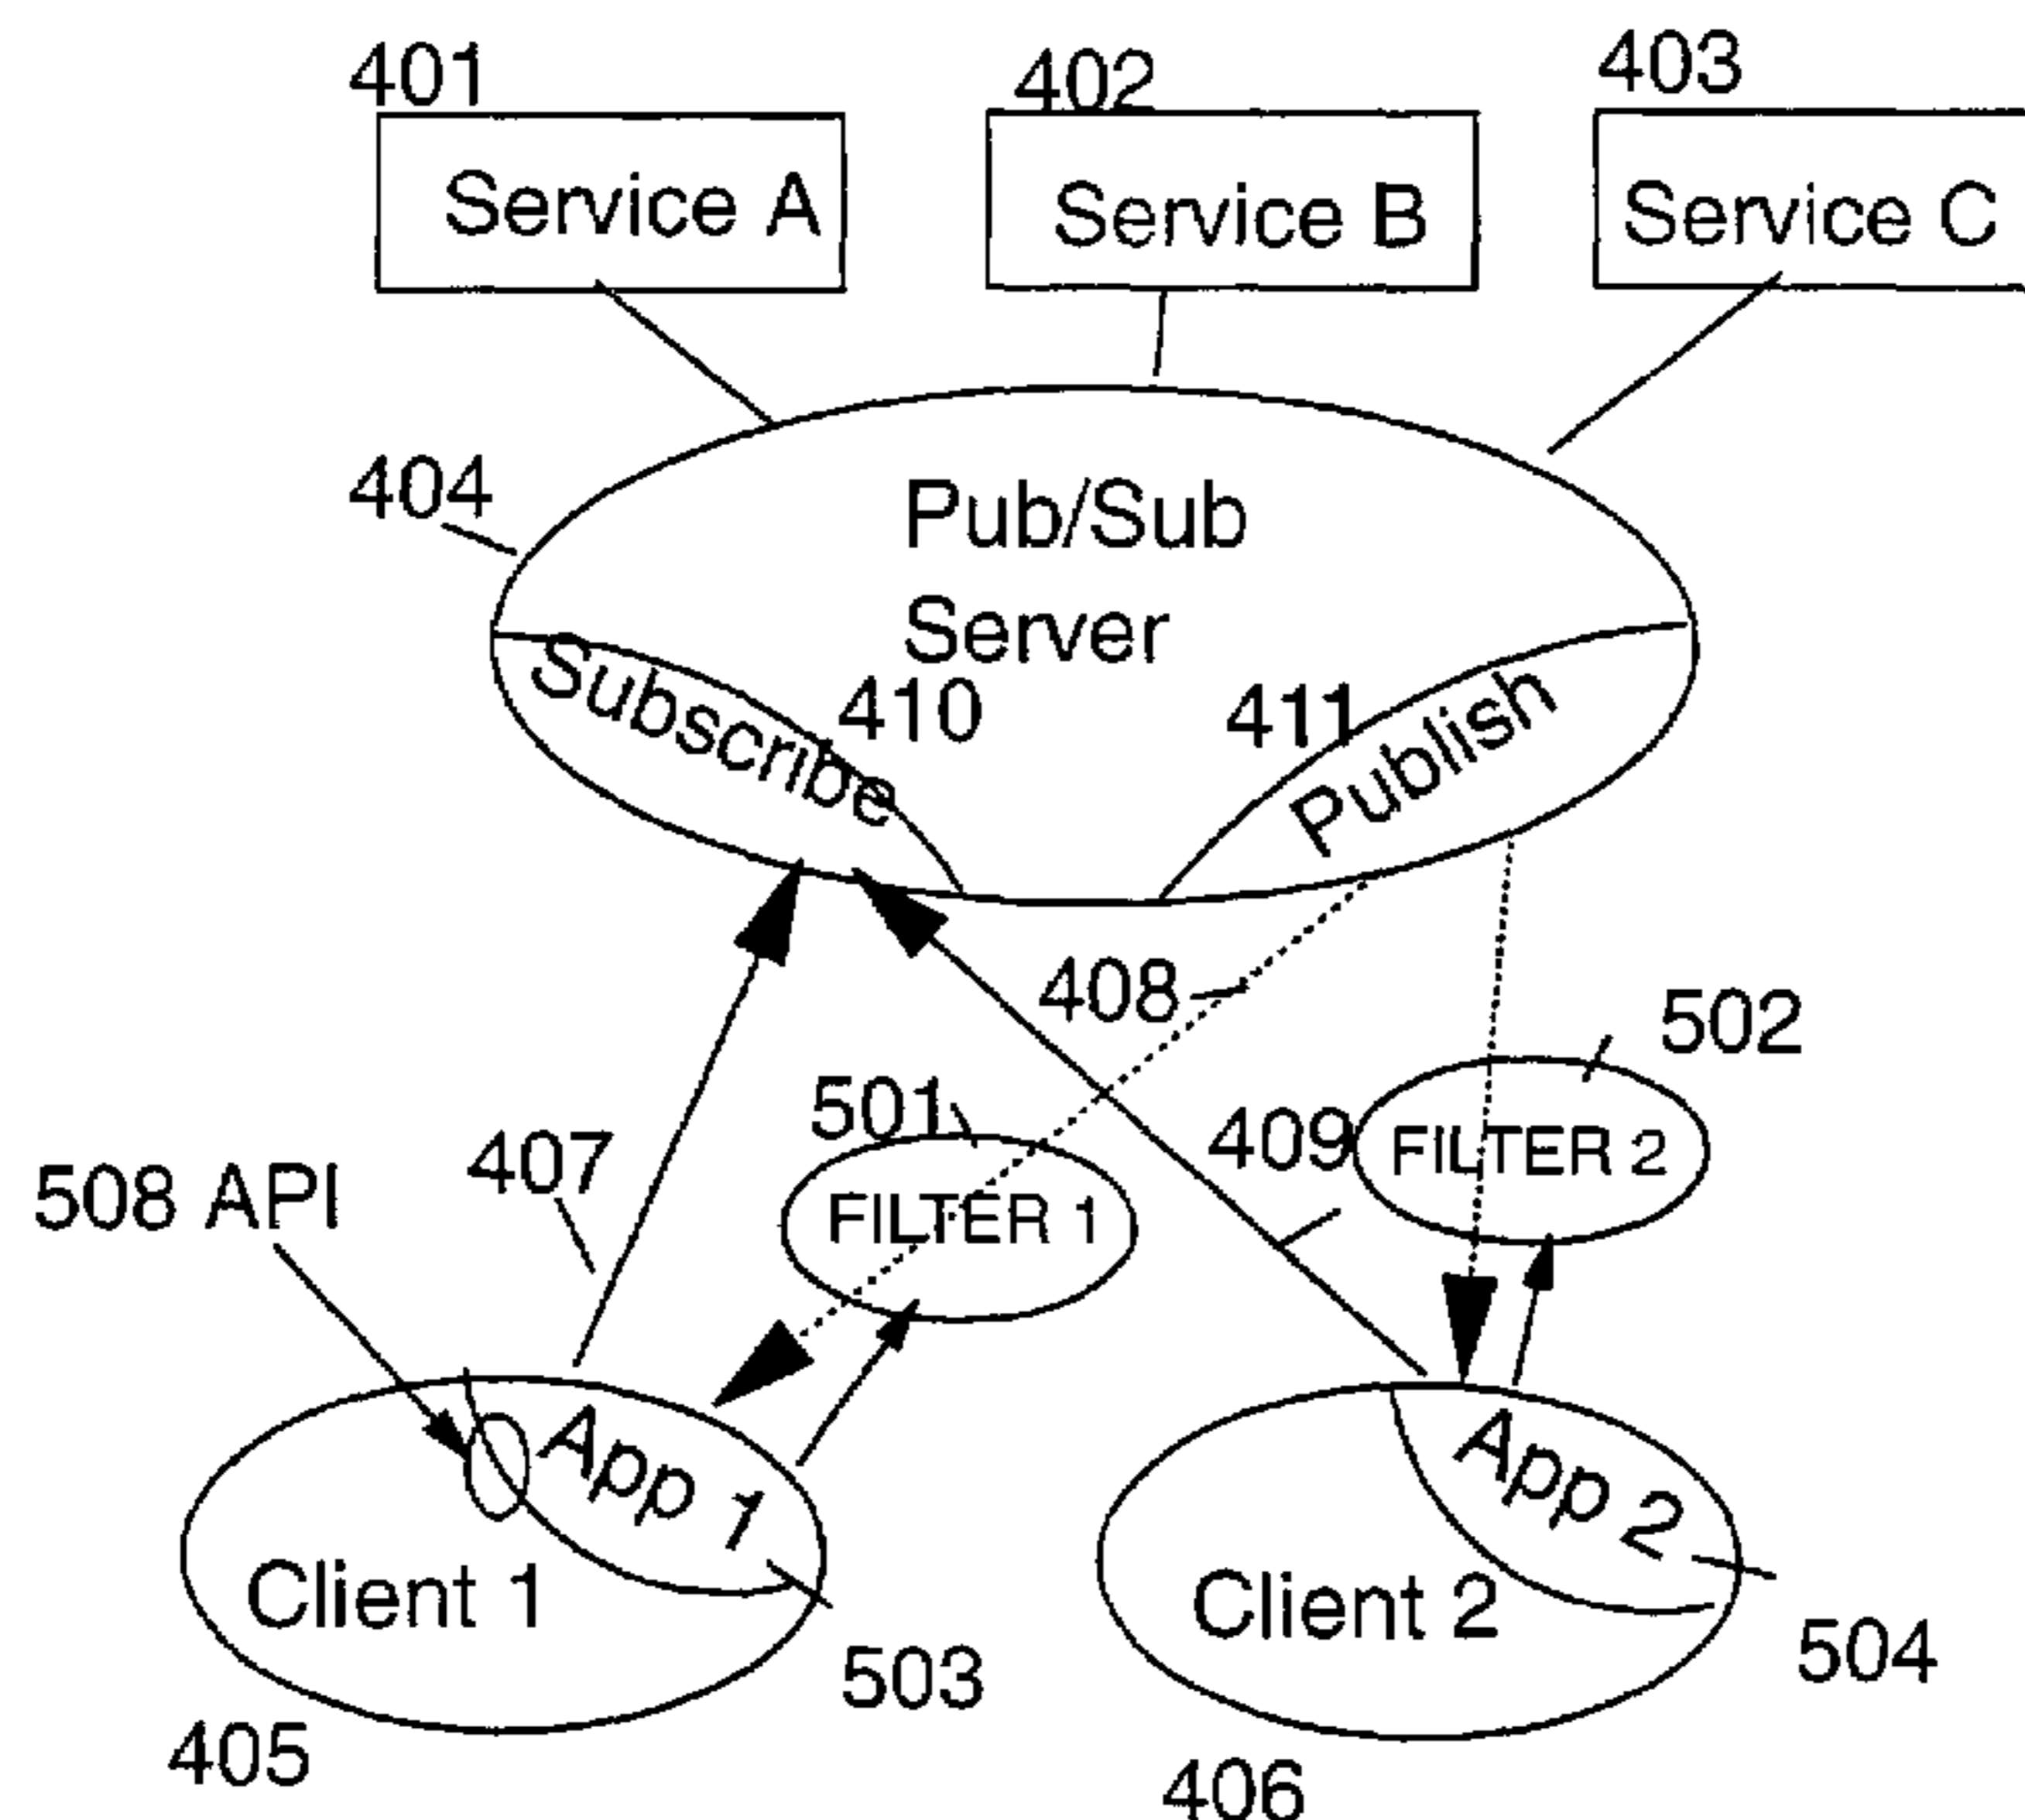 401
402
403
Service A
Service B
Service C
404
Pub/Sub
Server
Subscribe
410
411
Publish
408
502
501
409
FILTER 2
407
508 API
FILTER 1
App 1
App 2
Client 1
Client 2
503
504
405
406